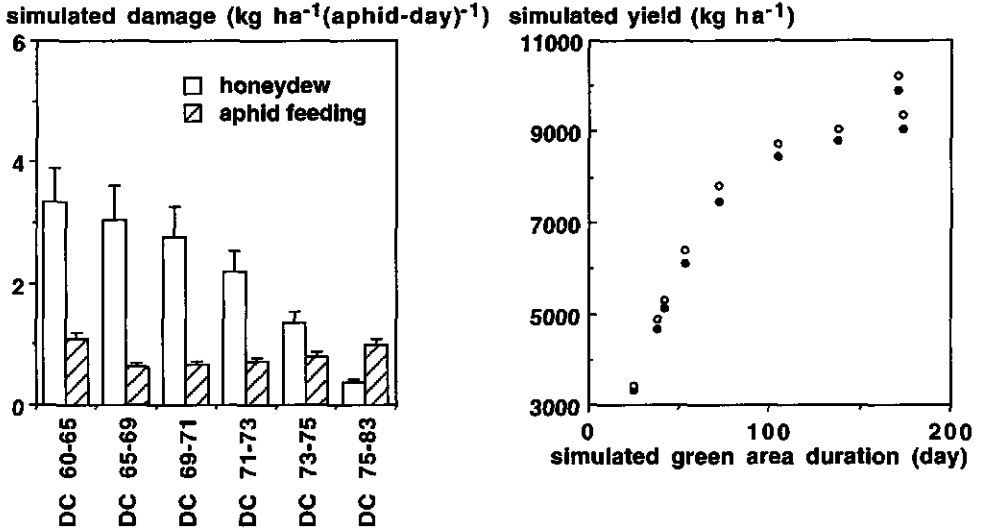 simulated damage (kg ha-1(aphid-day)-1)
6
4
2
0
honeydew
aphid feeding
DC 60-65
DC 65-69
DC 69-71
DC 71-73
DC 73-75
DC 75-83
simulated yield (kg ha-1)
11000
9000
7000
5000
3000
0
100
200
simulated green area duration (day)